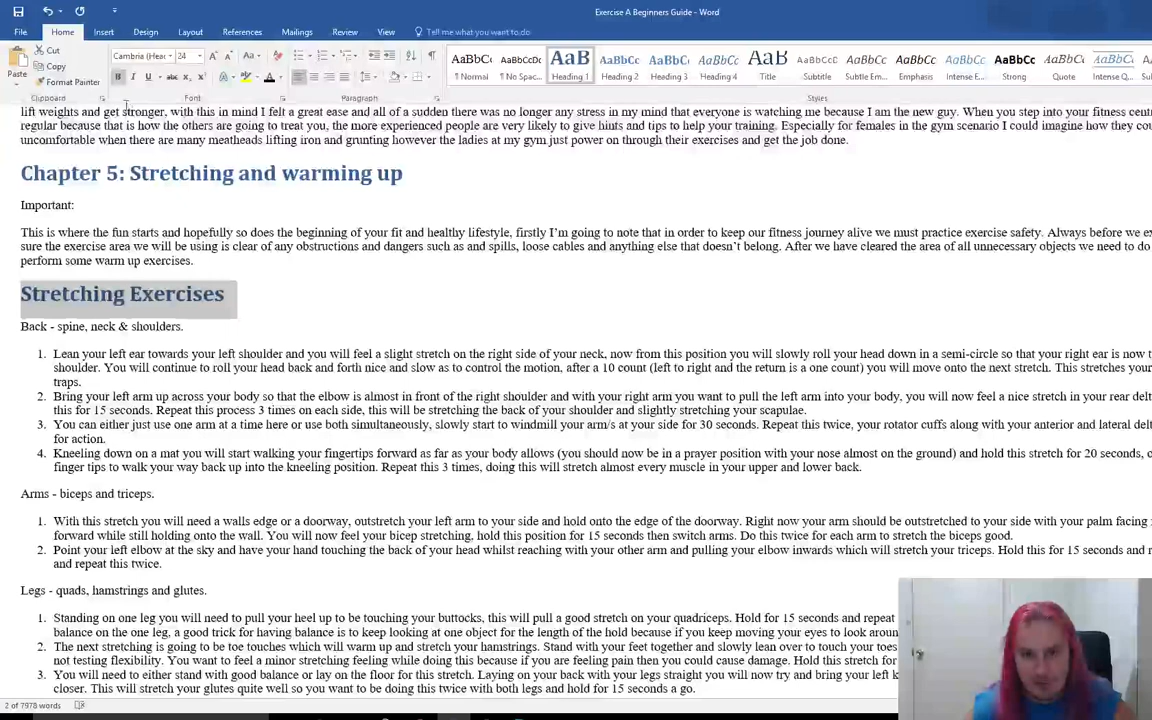 Exercise A Beginners Guide - Word
File Home Insert Design Layout References Mailings Review View Tell me what you want to do
Paste
Cut
Copy
Format Painter
Cambria (Hea 24
AaBbC AaBbC AaB AaBbC AaBbC AaBbC AaB AaBbC AaBbC AaBbC AaBbC AaBbC AaBbC
¶ Normal ¶ No Spac... Heading 1 Heading 2 Heading 3 Heading 4 Title Subtitle Subtle Em... Emphasis Intense E... Strong Quote Intense Q...
Clipboard Font Paragraph Styles
lift weights and get stronger, with this in mind I felt a great ease and all of a sudden there was no longer any stress in my mind that everyone is watching me because I am the new guy. When you step into your fitness cent
regular because that is how the others are going to treat you, the more experienced people are very likely to give hints and tips to help your training. Especially for females in the gym scenario I could imagine how they cou
uncomfortable when there are many meatheads lifting iron and grunting however the ladies at my gym just power on through their exercises and get the job done.
Chapter 5: Stretching and warming up
Important:
This is where the fun starts and hopefully so does the beginning of your fit and healthy lifestyle, firstly I'm going to note that in order to keep our fitness journey alive we must practice exercise safety. Always before we ex
sure the exercise area we will be using is clear of any obstructions and dangers such as and spills, loose cables and anything else that doesn't belong. After we have cleared the area of all unnecessary objects we need to do
perform some warm up exercises.
Stretching Exercises
Back - spine, neck & shoulders.
1. Lean your left ear towards your left shoulder and you will feel a slight stretch on the right side of your neck, now from this position you will slowly roll your head down in a semi-circle so that your right ear is now t
shoulder. You will continue to roll your head back and forth nice and slow as to control the motion, after a 10 count (left to right and the return is a one count) you will move onto the next stretch. This stretches your
traps.
2. Bring your left arm up across your body so that the elbow is almost in front of the right shoulder and with your right arm you want to pull the left arm into your body, you will now feel a nice stretch in your rear delt
this for 15 seconds. Repeat this process 3 times on each side, this will be stretching the back of your shoulder and slightly stretching your scapulae.
3. You can either just use one arm at a time here or use both simultaneously, slowly start to windmill your arm/s at your side for 30 seconds. Repeat this twice, your rotator cuffs along with your anterior and lateral delt
for action.
4. Kneeling down on a mat you will start walking your fingertips forward as far as your body allows (you should now be in a prayer position with your nose almost on the ground) and hold this stretch for 20 seconds, o
finger tips to walk your way back up into the kneeling position. Repeat this 3 times, doing this will stretch almost every muscle in your upper and lower back.
Arms - biceps and triceps.
1. With this stretch you will need a walls edge or a doorway, outstretch your left arm to your side and hold onto the edge of the doorway. Right now your arm should be outstretched to your side with your palm facing
forward while still holding onto the wall. You will now feel your bicep stretching, hold this position for 15 seconds then switch arms. Do this twice for each arm to stretch the biceps good.
2. Point your left elbow at the sky and have your hand touching the back of your head whilst reaching with your other arm and pulling your elbow inwards which will stretch your triceps. Hold this for 15 seconds and r
and repeat this twice.
Legs - quads, hamstrings and glutes.
1. Standing on one leg you will need to pull your heel up to be touching your buttocks, this will pull a good stretch on your quadriceps. Hold for 15 seconds and repeat
balance on the one leg, a good trick for having balance is to keep looking at one object for the length of the hold because if you keep moving your eyes to look aroun
2. The next stretching is going to be toe touches which will warm up and stretch your hamstrings. Stand with your feet together and slowly lean over to touch your toes
not testing flexibility. You want to feel a minor stretching feeling while doing this because if you are feeling pain then you could cause damage. Hold this stretch for
3. You will need to either stand with good balance or lay on the floor for this stretch. Laying on your back with your legs straight you will now try and bring your left k
closer. This will stretch your glutes quite well so you want to be doing this twice with both legs and hold for 15 seconds a go.
2 of 7978 words